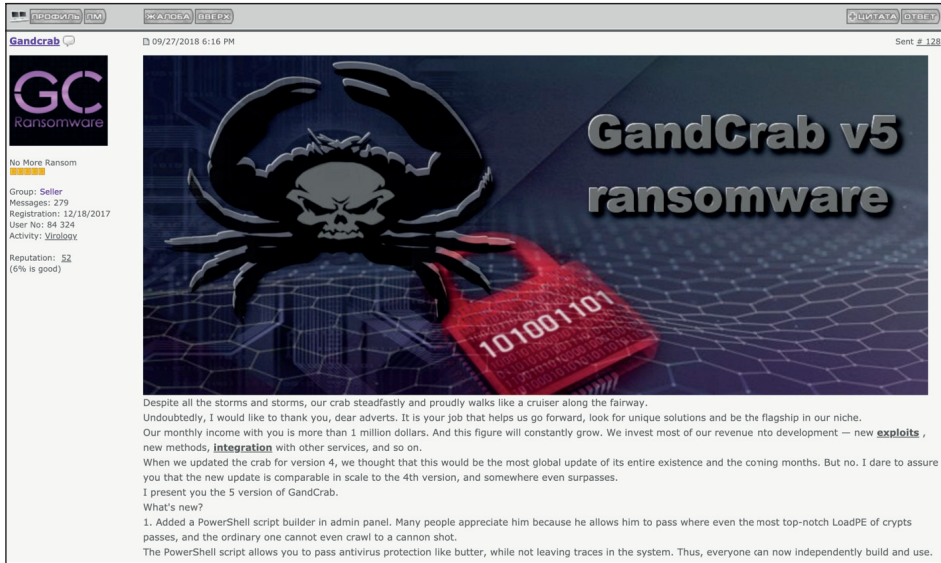 ПРОФИЛЬ ПМ ЖАЛОБА ВВЕРХ +ЦИТАТА ОТВЕТ
Gandcrab
09/27/2018 6:16 PM Sent # 128
GC
Ransomware
No More Ransom
Group: Seller
Messages: 279
Registration: 12/18/2017
User No: 84 324
Activity: Virology
Reputation: 52
(6% is good)
GandCrab v5
ransomware
101001101
Despite all the storms and storms, our crab steadfastly and proudly walks like a cruiser along the fairway.
Undoubtedly, I would like to thank you, dear adverts. It is your job that helps us go forward, look for unique solutions and be the flagship in our niche.
Our monthly income with you is more than 1 million dollars. And this figure will constantly grow. We invest most of our revenue nto development — new exploits ,
new methods, integration with other services, and so on.
When we updated the crab for version 4, we thought that this would be the most global update of its entire existence and the coming months. But no. I dare to assure
you that the new update is comparable in scale to the 4th version, and somewhere even surpasses.
I present you the 5 version of GandCrab.
What's new?
1. Added a PowerShell script builder in admin panel. Many people appreciate him because he allows him to pass where even the most top-notch LoadPE of crypts
passes, and the ordinary one cannot even crawl to a cannon shot.
The PowerShell script allows you to pass antivirus protection like butter, while not leaving traces in the system. Thus, everyone can now independently build and use.